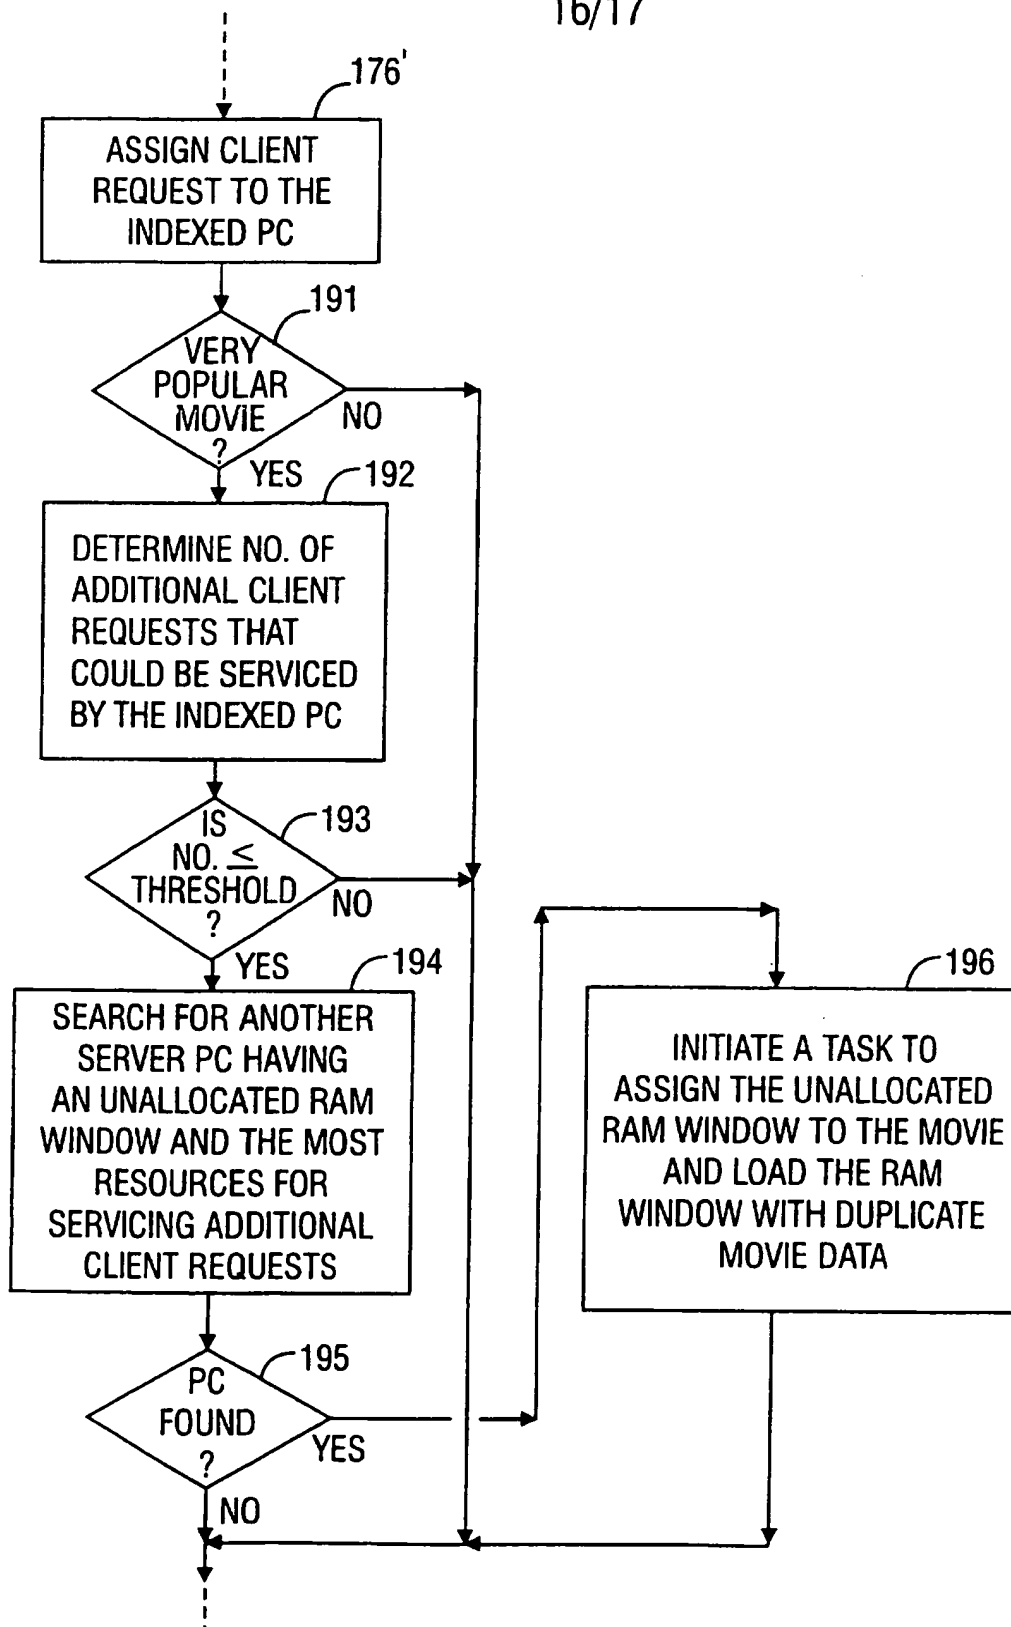 16/17
176'
ASSIGN CLIENT
REQUEST TO THE
INDEXED PC
191
VERY
POPULAR
MOVIE
?
NO
YES
192
DETERMINE NO. OF
ADDITIONAL CLIENT
REQUESTS THAT
COULD BE SERVICED
BY THE INDEXED PC
193
IS
NO. ≤
THRESHOLD
?
NO
YES
194
SEARCH FOR ANOTHER
SERVER PC HAVING
AN UNALLOCATED RAM
WINDOW AND THE MOST
RESOURCES FOR
SERVICING ADDITIONAL
CLIENT REQUESTS
196
INITIATE A TASK TO
ASSIGN THE UNALLOCATED
RAM WINDOW TO THE MOVIE
AND LOAD THE RAM
WINDOW WITH DUPLICATE
MOVIE DATA
195
PC
FOUND
?
YES
NO